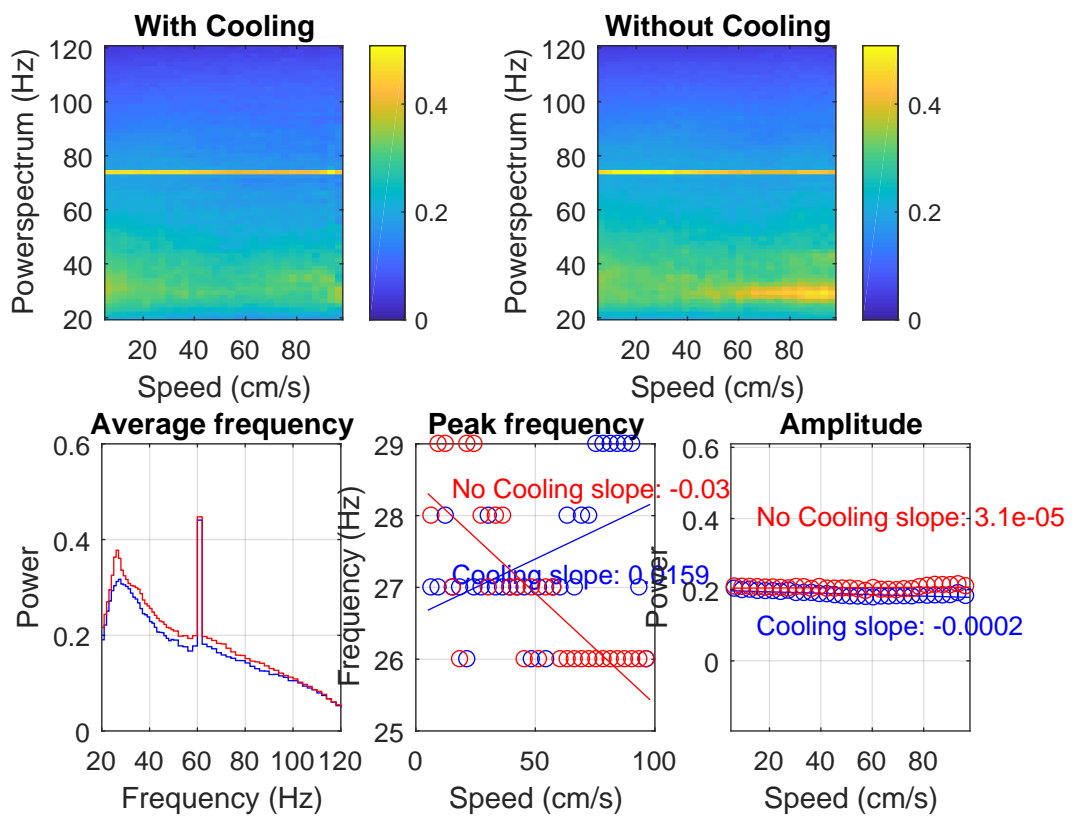 With Cooling
Without Cooling
Powerspectrum (Hz)
120
100
80
60
40
20
20
40
60
80
Speed (cm/s)
0.4
0.2
0
Powerspectrum (Hz)
120
100
80
60
40
20
20
40
60
80
Speed (cm/s)
0.4
0.2
0
Average frequency
Power
0.6
0.4
0.2
0
20
40
60
80
100
120
Frequency (Hz)
Peak frequency
Frequency (Hz)
29
28
27
26
25
No Cooling slope: -0.03
Cooling slope: 0.0159
0
50
100
Speed (cm/s)
Amplitude
Power
0.6
0.4
0.2
0
No Cooling slope: 3.1e-05
Cooling slope: -0.0002
20
40
60
80
Speed (cm/s)